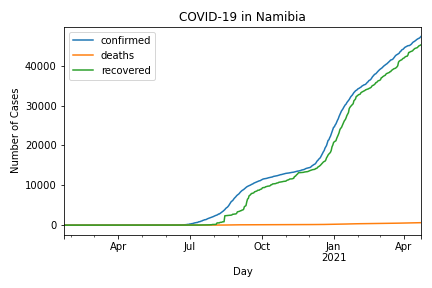 COVID-19 in Namibia
confirmed
deaths
recovered
Number of Cases
40000
30000
20000
10000
0
Apr
Jul
Oct
Jan
2021
Apr
Day